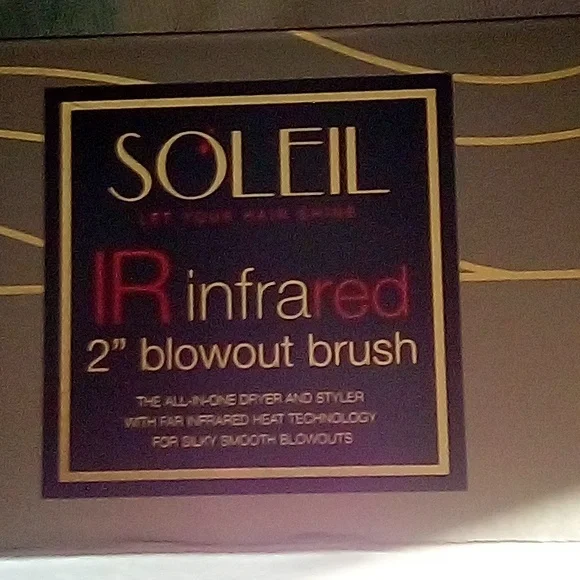 SOLEIL
LET YOUR HAIR SHINE
IR infrared
2” blowout brush
THE ALL-IN-ONE DRYER AND STYLER
WITH FAR INFRARED HEAT TECHNOLOGY
FOR SILKY SMOOTH BLOWOUTS